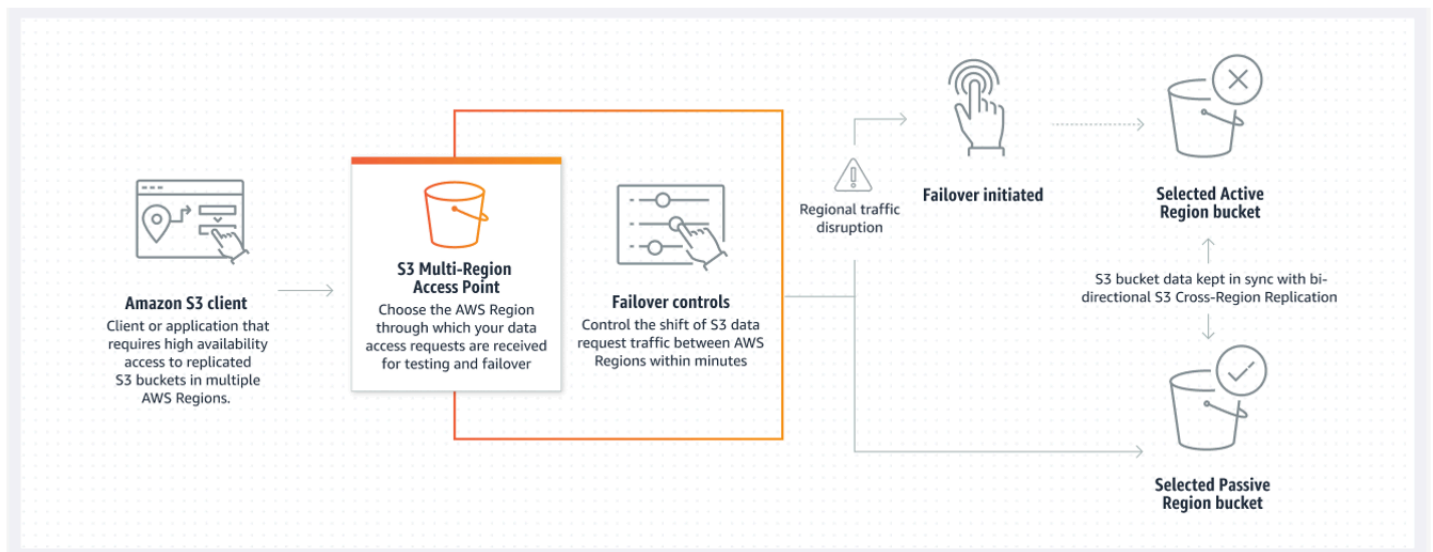 Amazon S3 client
Client or application that
requires high availability
access to replicated
S3 buckets in multiple
AWS Regions.
S3 Multi-Region
Access Point
Choose the AWS Region
through which your data
access requests are received
for testing and failover
Failover controls
Control the shift of S3 data
request traffic between AWS
Regions within minutes
Regional traffic
disruption
Failover initiated
Selected Active
Region bucket
S3 bucket data kept in sync with bi-
directional S3 Cross-Region Replication
Selected Passive
Region bucket